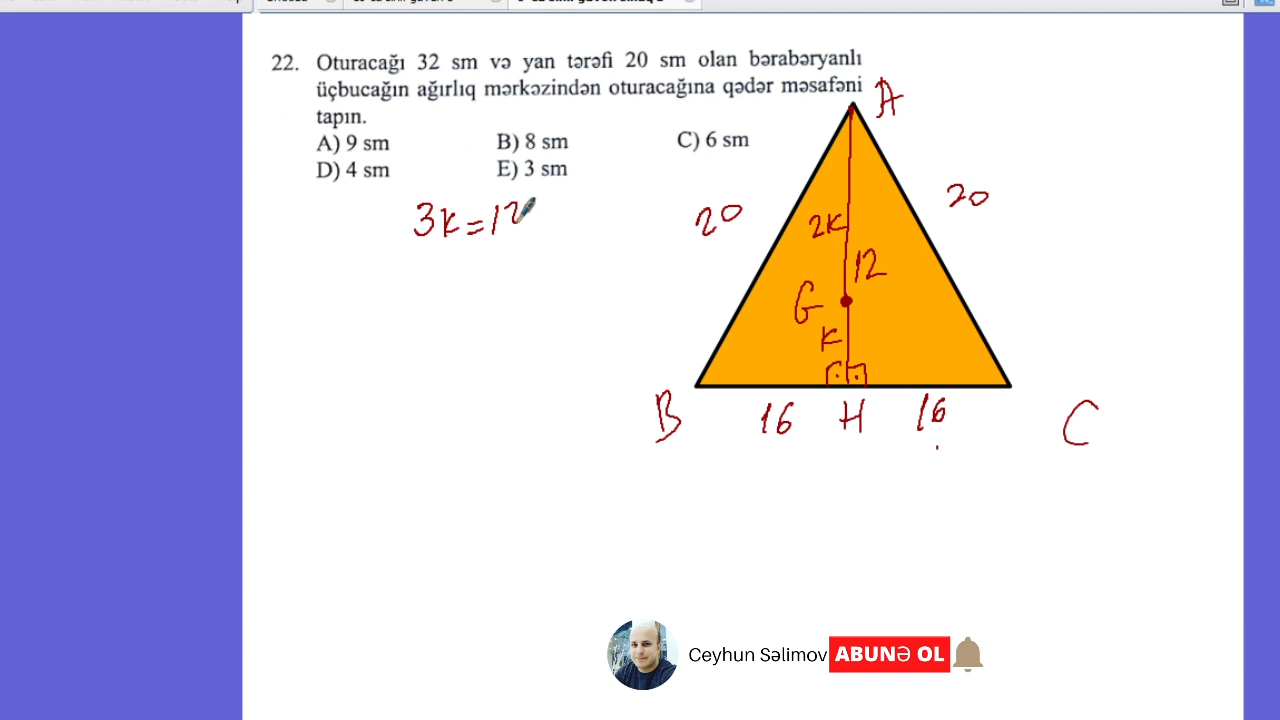 22. Oturacağı 32 sm və yan tərəfi 20 sm olan bərabəryanlı
üçbucağın ağırlıq mərkəzindən oturacağına qədər məsafəni
tapın.
A) 9 sm B) 8 sm C) 6 sm
D) 4 sm E) 3 sm
3k=12
A
20
20
2K
12
G
K
B
16
H
16
C
Ceyhun Səlimov
ABUNƏ OL